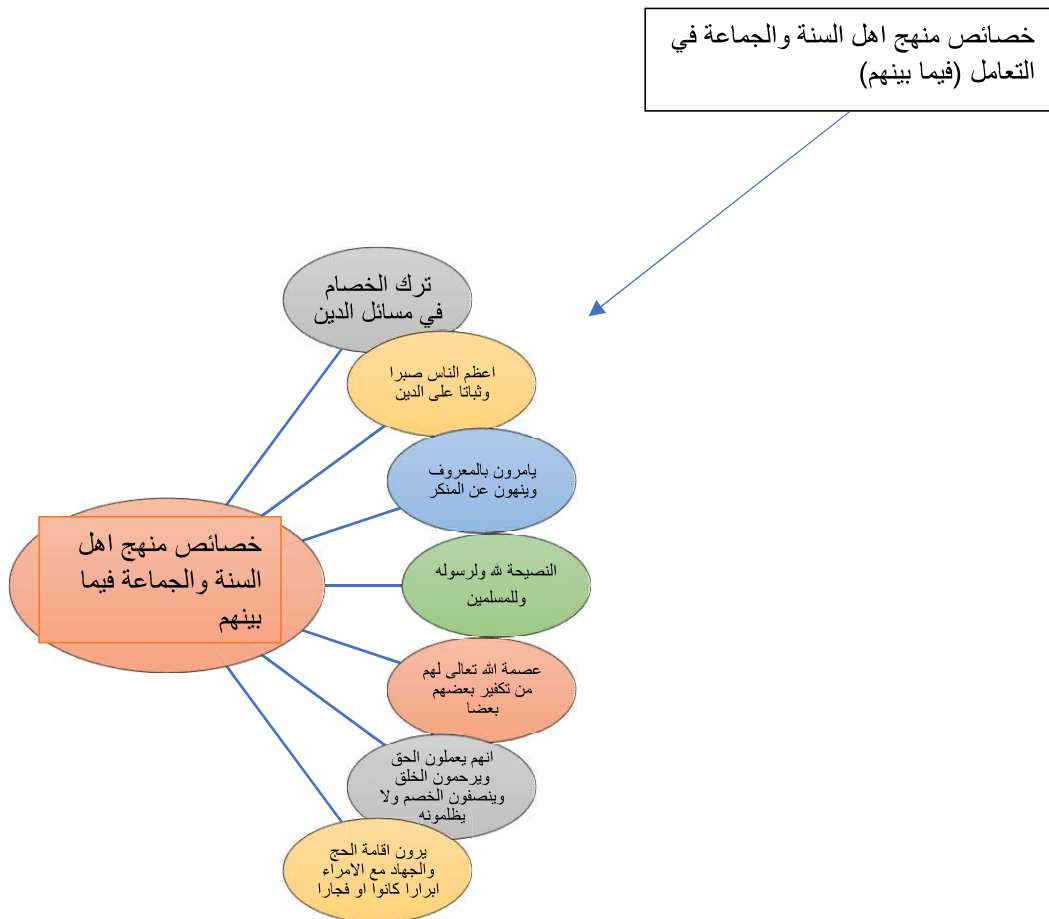 خصائص منهج اهل السنة والجماعة في
التعامل (فيما بينهم)
ترك الخصام
في مسائل الدين
اعظم الناس صبرا
وثباتا على الدين
يامرون بالمعروف
وينهون عن المنكر
خصائص منهج اهل
السنة والجماعة فيما
بينهم
النصيحة لله ولرسوله
وللمسلمين
عصمة الله تعالى لهم
من تكفير بعضهم
بعضا
انهم يعملون الحق
ويرحمون الخلق
وينصفون الخصم ولا
يظلمونه
يرون اقامة الحج
والجهاد مع الامراء
ابرارا كانوا او فجارا